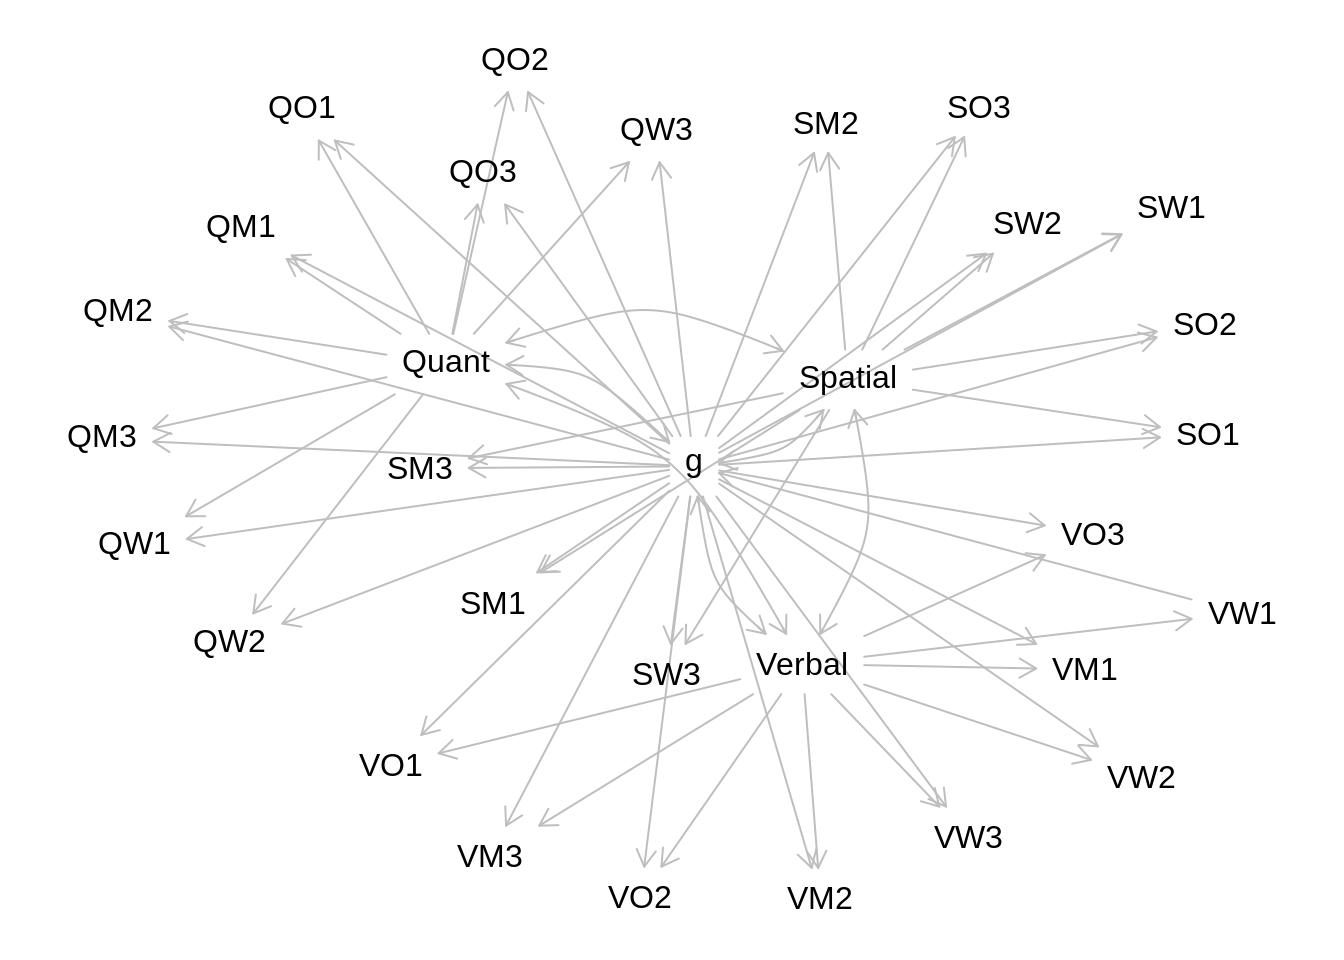 QO2
QO1
SO3
SM2
QW3
QO3
SW1
SW2
QM1
QM2
SO2
Quant
Spatial
QM3
SO1
g
SM3
VO3
QW1
SM1
VW1
QW2
Verbal
VM1
SW3
VO1
VW2
VW3
VM3
VO2
VM2